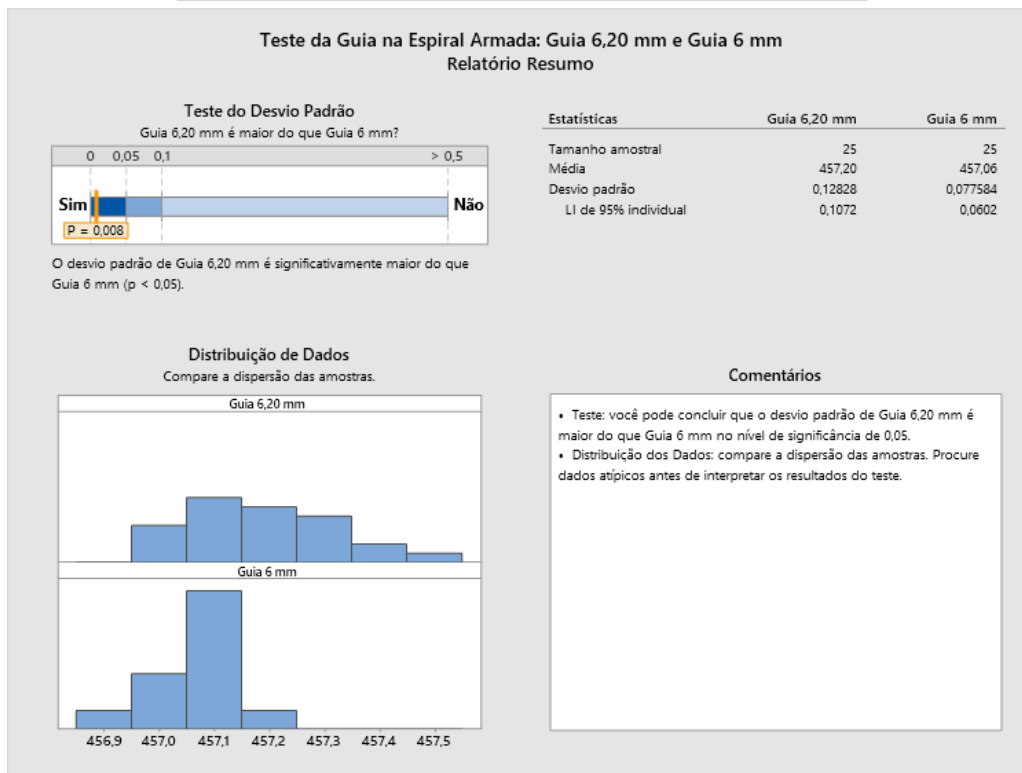 Teste da Guia na Espiral Armada: Guia 6,20 mm e Guia 6 mm
Relatório Resumo
Teste do Desvio Padrão
Guia 6,20 mm é maior do que Guia 6 mm?
0 0,05 0,1 > 0,5
Sim Não
P = 0,008
O desvio padrão de Guia 6,20 mm é significativamente maior do que
Guia 6 mm (p < 0,05).
Estatísticas Guia 6,20 mm Guia 6 mm
Tamanho amostral 25 25
Média 457,20 457,06
Desvio padrão 0,12828 0,077584
LI de 95% individual 0,1072 0,0602
Distribuição de Dados
Compare a dispersão das amostras.
Guia 6,20 mm
Guia 6 mm
456,9 457,0 457,1 457,2 457,3 457,4 457,5
Comentários
• Teste: você pode concluir que o desvio padrão de Guia 6,20 mm é
maior do que Guia 6 mm no nível de significância de 0,05.
• Distribuição dos Dados: compare a dispersão das amostras. Procure
dados atípicos antes de interpretar os resultados do teste.